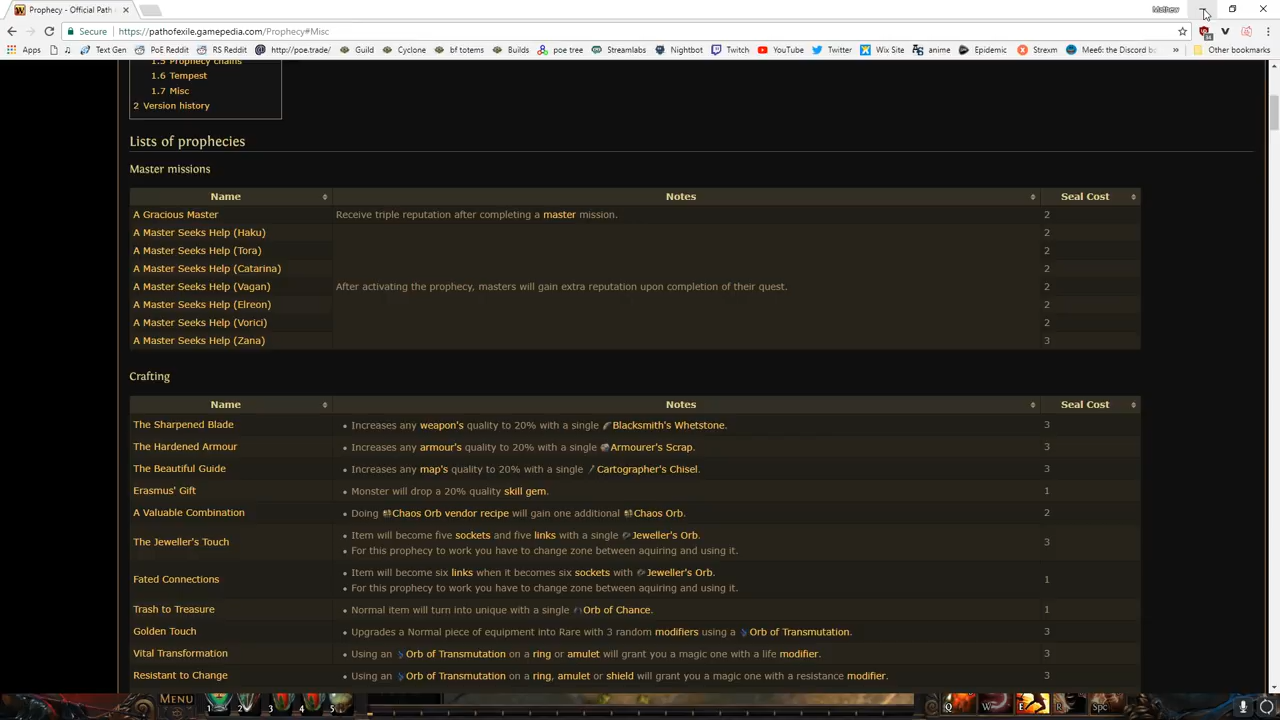 Prophecy - Official Path
Mathew
Secure
https://pathofexile.gamepedia.com/Prophecy#Misc
Apps Text Gen PoE Reddit RS Reddit http://poe.trade/ Guild Cyclone bf totems Guilds poe tree Streamlabs Nightbot Twitch YouTube Twitter Wix Site anime Epidemic Strexm Mee6: the Discord b » Other bookmarks
1.5 Prophecy chains
1.6 Tempest
1.7 Misc
2 Version history
Lists of prophecies
Master missions
Name Notes Seal Cost
A Gracious Master Receive triple reputation after completing a master mission. 2
A Master Seeks Help (Haku) 2
A Master Seeks Help (Tora) 2
A Master Seeks Help (Catarina) 2
A Master Seeks Help (Vagan) After activating the prophecy, masters will gain extra reputation upon completion of their quest. 2
A Master Seeks Help (Elreon) 2
A Master Seeks Help (Vorici) 2
A Master Seeks Help (Zana) 3
Crafting
Name Notes Seal Cost
The Sharpened Blade • Increases any weapon's quality to 20% with a single Blacksmith's Whetstone. 3
The Hardened Armour • Increases any armour's quality to 20% with a single Armourer's Scrap. 3
The Beautiful Guide • Increases any map's quality to 20% with a single Cartographer's Chisel. 3
Erasmus' Gift • Monster will drop a 20% quality skill gem. 1
A Valuable Combination • Doing Chaos Orb vendor recipe will gain one additional Chaos Orb. 2
• Item will become five sockets and five links with a single Jeweller's Orb.
The Jeweller's Touch 3
• For this prophecy to work you have to change zone between aquiring and using it.
• Item will become six links when it becomes six sockets with Jeweller's Orb.
Fated Connections 1
• For this prophecy to work you have to change zone between aquiring and using it.
Trash to Treasure • Normal item will turn into unique with a single Orb of Chance. 1
Golden Touch • Upgrades a Normal piece of equipment into Rare with 3 random modifiers using a Orb of Transmutation. 3
Vital Transformation • Using an Orb of Transmutation on a ring or amulet will grant you a magic one with a life modifier. 3
Resistant to Change • Using an Orb of Transmutation on a ring, amulet or shield will grant you a magic one with a resistance modifier. 3
MENU 1 2 3 4 5 Q W E R